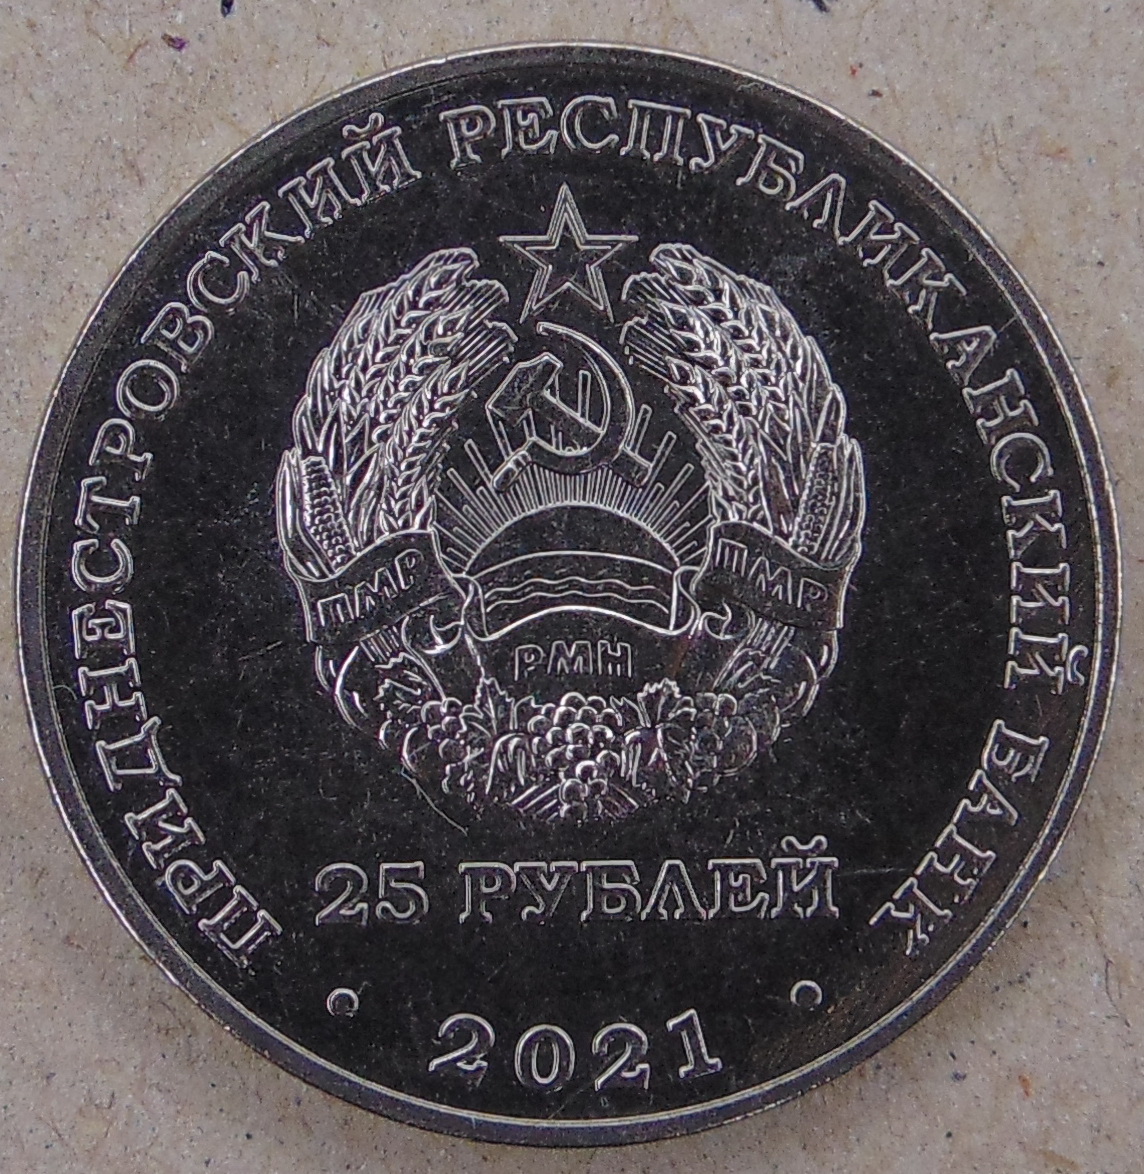 ПРИДНЕСТРОВСКИЙ РЕСПУБЛИКАНСКИЙ БАНК
ПМР
ПМР
РМН
25 РУБЛЕЙ
• 2021 •